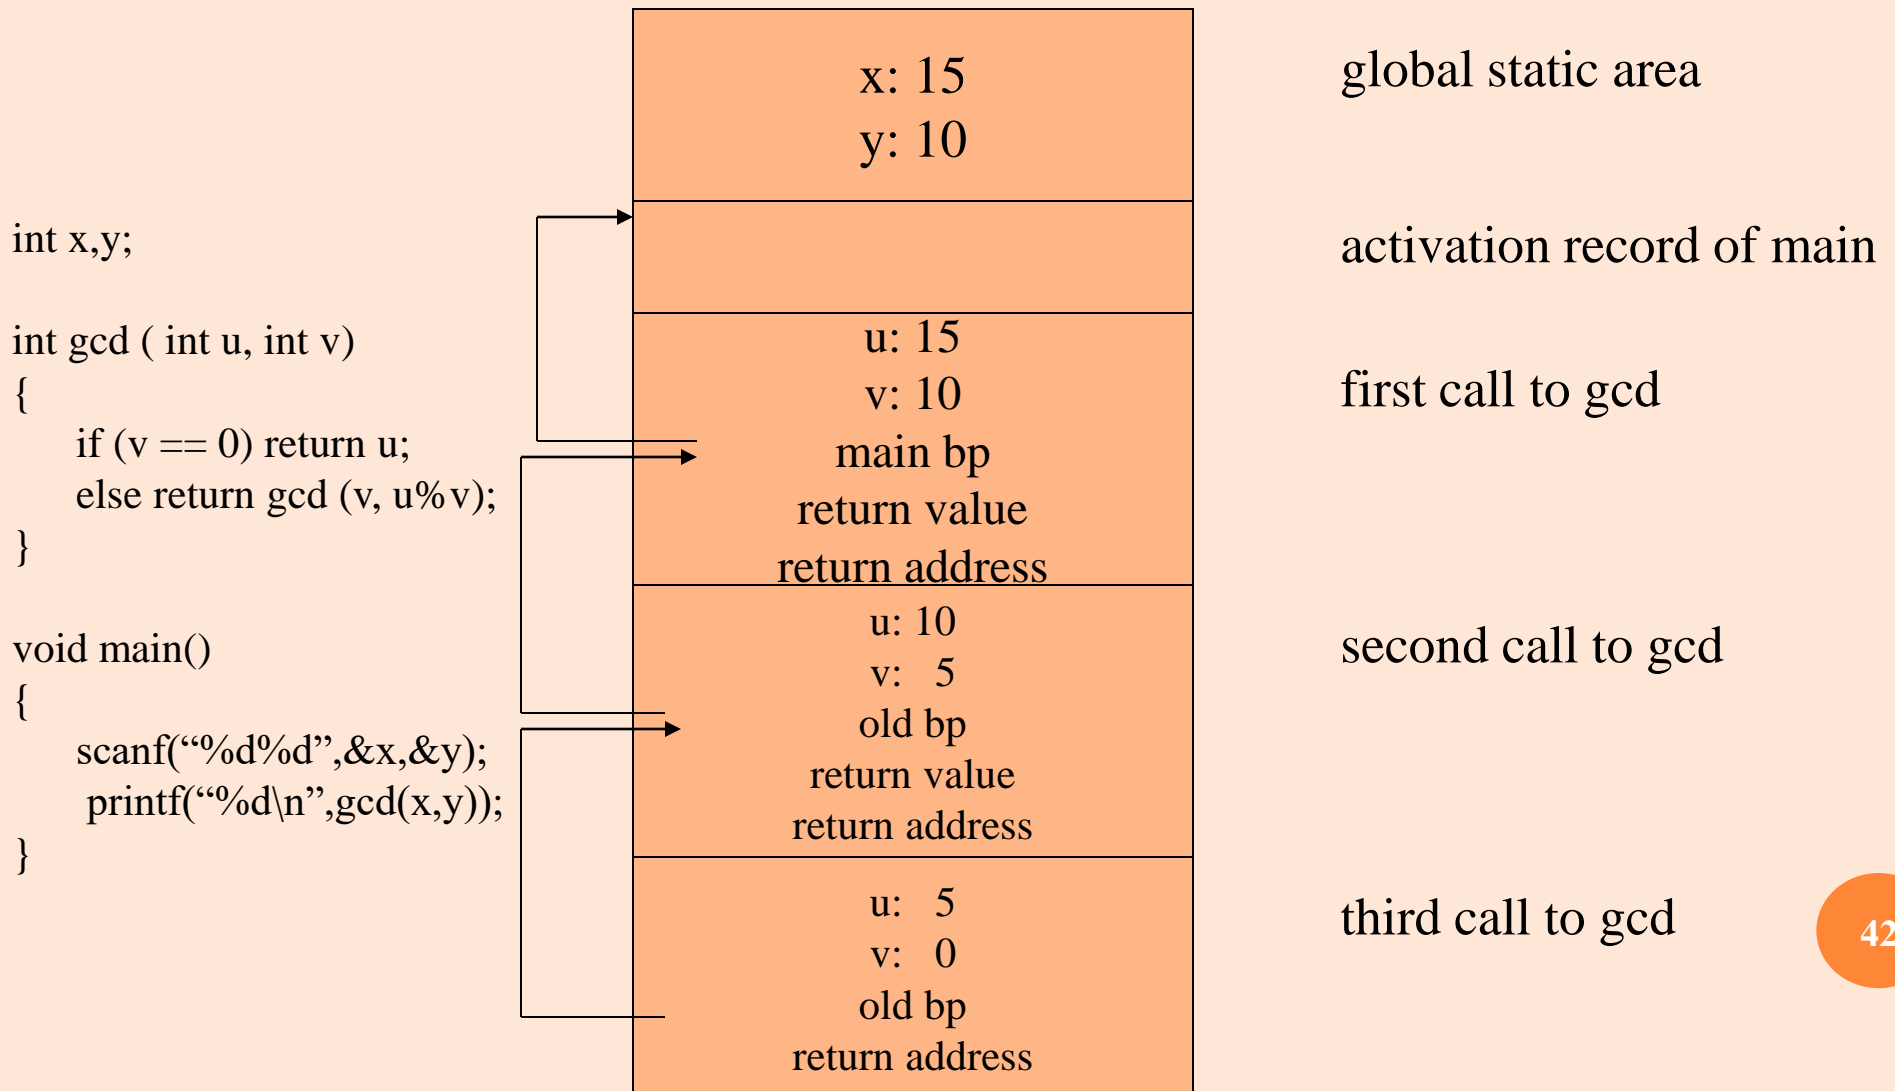 int x,y;
int gcd ( int u, int v)
{
if (v == 0) return u;
else return gcd (v, u%v);
}
void main()
{
scanf(“%d%d”,&x,&y);
printf(“%d\n”,gcd(x,y));
}
x: 15
y: 10
u: 15
v: 10
main bp
return value
return address
u: 10
v: 5
old bp
return value
return address
u: 5
v: 0
old bp
return address
global static area
activation record of main
first call to gcd
second call to gcd
third call to gcd
42